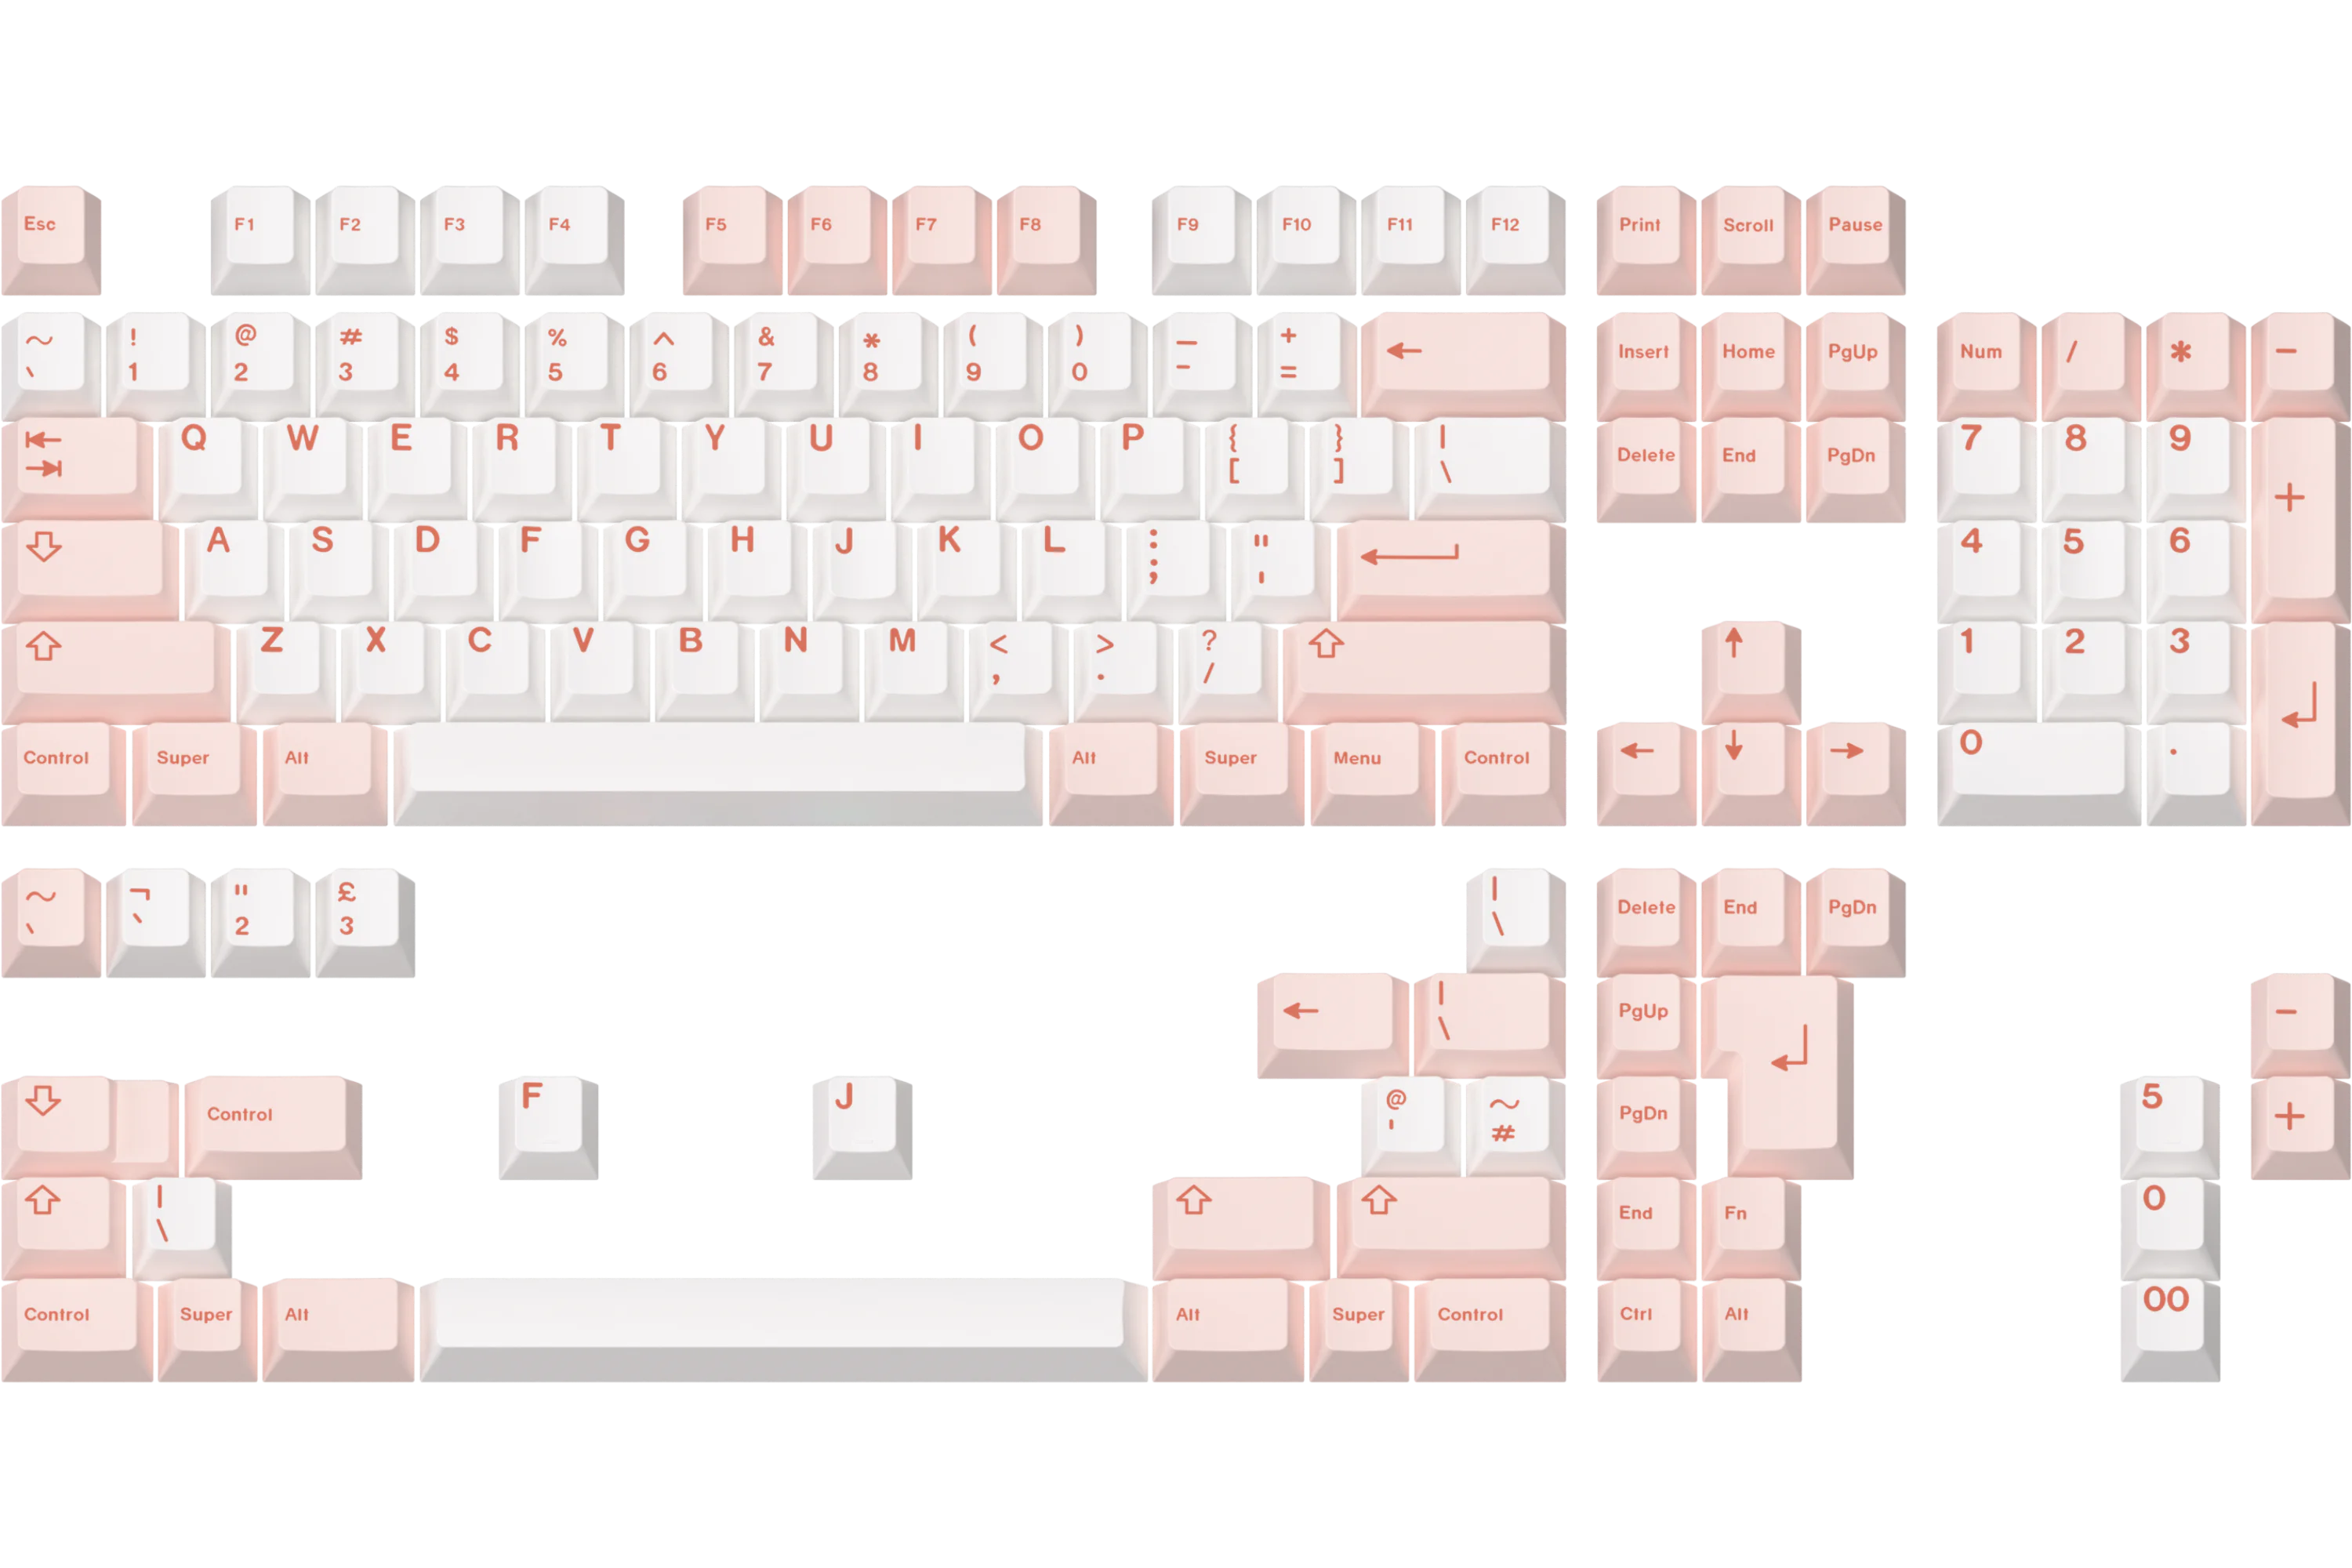 Esc F1 F2 F3 F4 F5 F6 F7 F8 F9 F10 F11 F12 Print Scroll Pause
~ ` ! 1 @ 2 # 3 $ 4 % 5 ^ 6 & 7 * 8 ( 9 ) 0 _ - + = ← Insert Home PgUp Num / * -
⇤ ⇥ Q W E R T Y U I O P { [ } ] | \ Delete End PgDn 7 8 9 +
⇩ A S D F G H J K L : ; " ' ↵ 4 5 6
⇧ Z X C V B N M < , > . ? / ⇧ ↑ 1 2 3 ↵
Control Super Alt Alt Super Menu Control ← ↓ → 0 .
~ ` ¬ ` " 2 £ 3 | \ Delete End PgDn
← | \ PgUp ↵ -
⇩ Control F J @ ' ~ # PgDn 5 +
⇧ | \ ⇧ ⇧ End Fn 0
Control Super Alt Alt Super Control Ctrl Alt 00